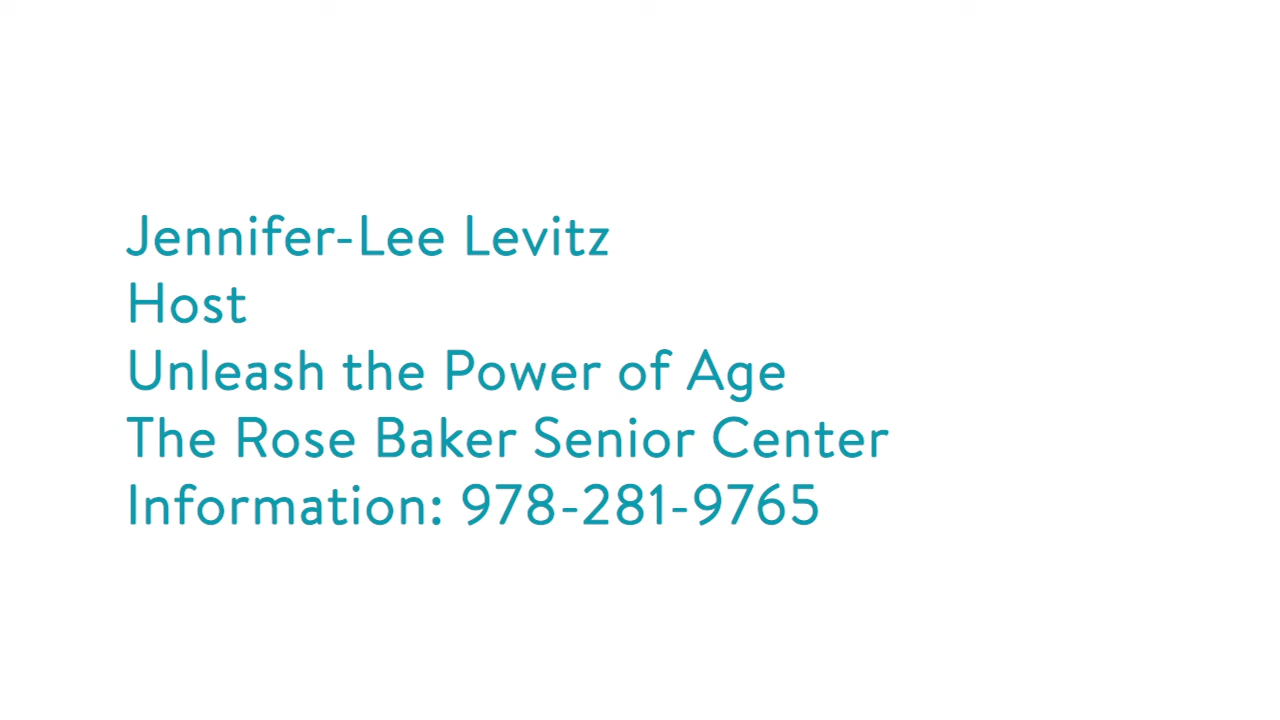 Jennifer-Lee Levitz
Host
Unleash the Power of Age
The Rose Baker Senior Center
Information: 978-281-9765